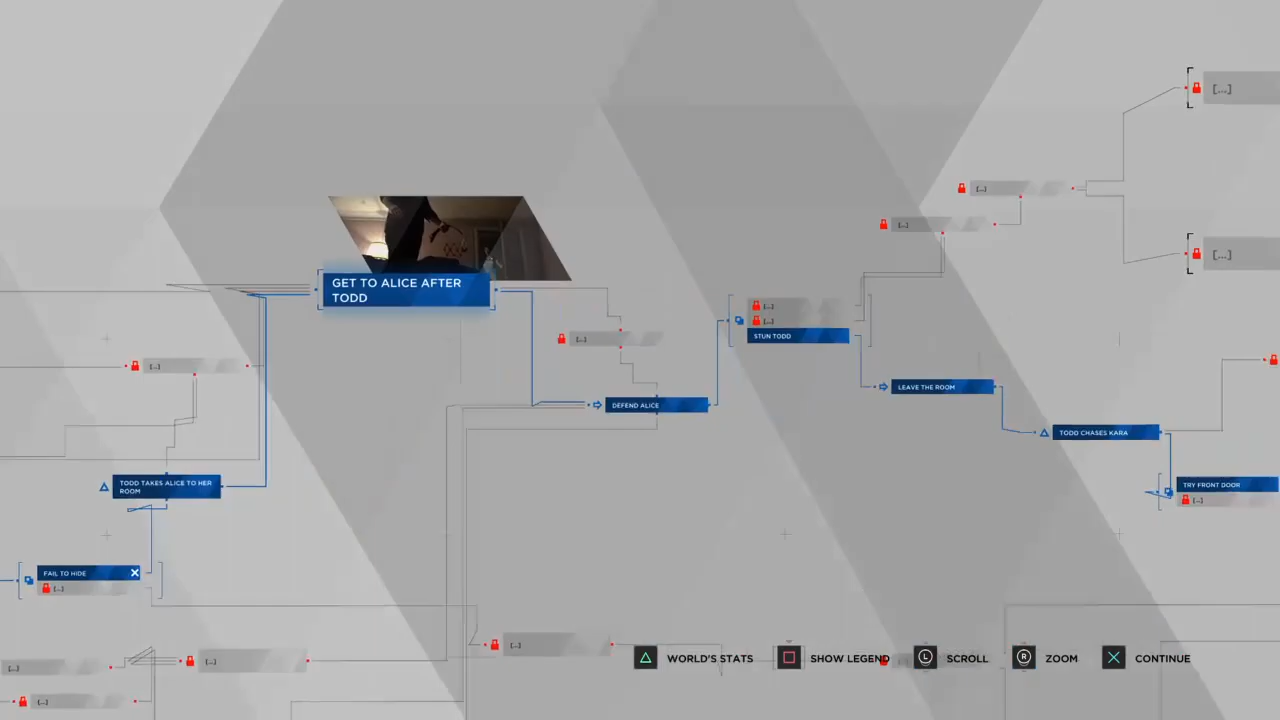 [...]
[...]
[...]
[...]
GET TO ALICE AFTER
TODD
[...]
[...]
STUN TODD
[...]
[...]
LEAVE THE ROOM
DEFEND ALICE
TODD CHASES KARA
TODD TAKES ALICE TO HER
ROOM
TRY FRONT DOOR
[...]
FAIL TO HIDE
[...]
[...]
[...]
[...]
[...]
WORLD'S STATS
SHOW LEGEND
L
SCROLL
R
ZOOM
CONTINUE